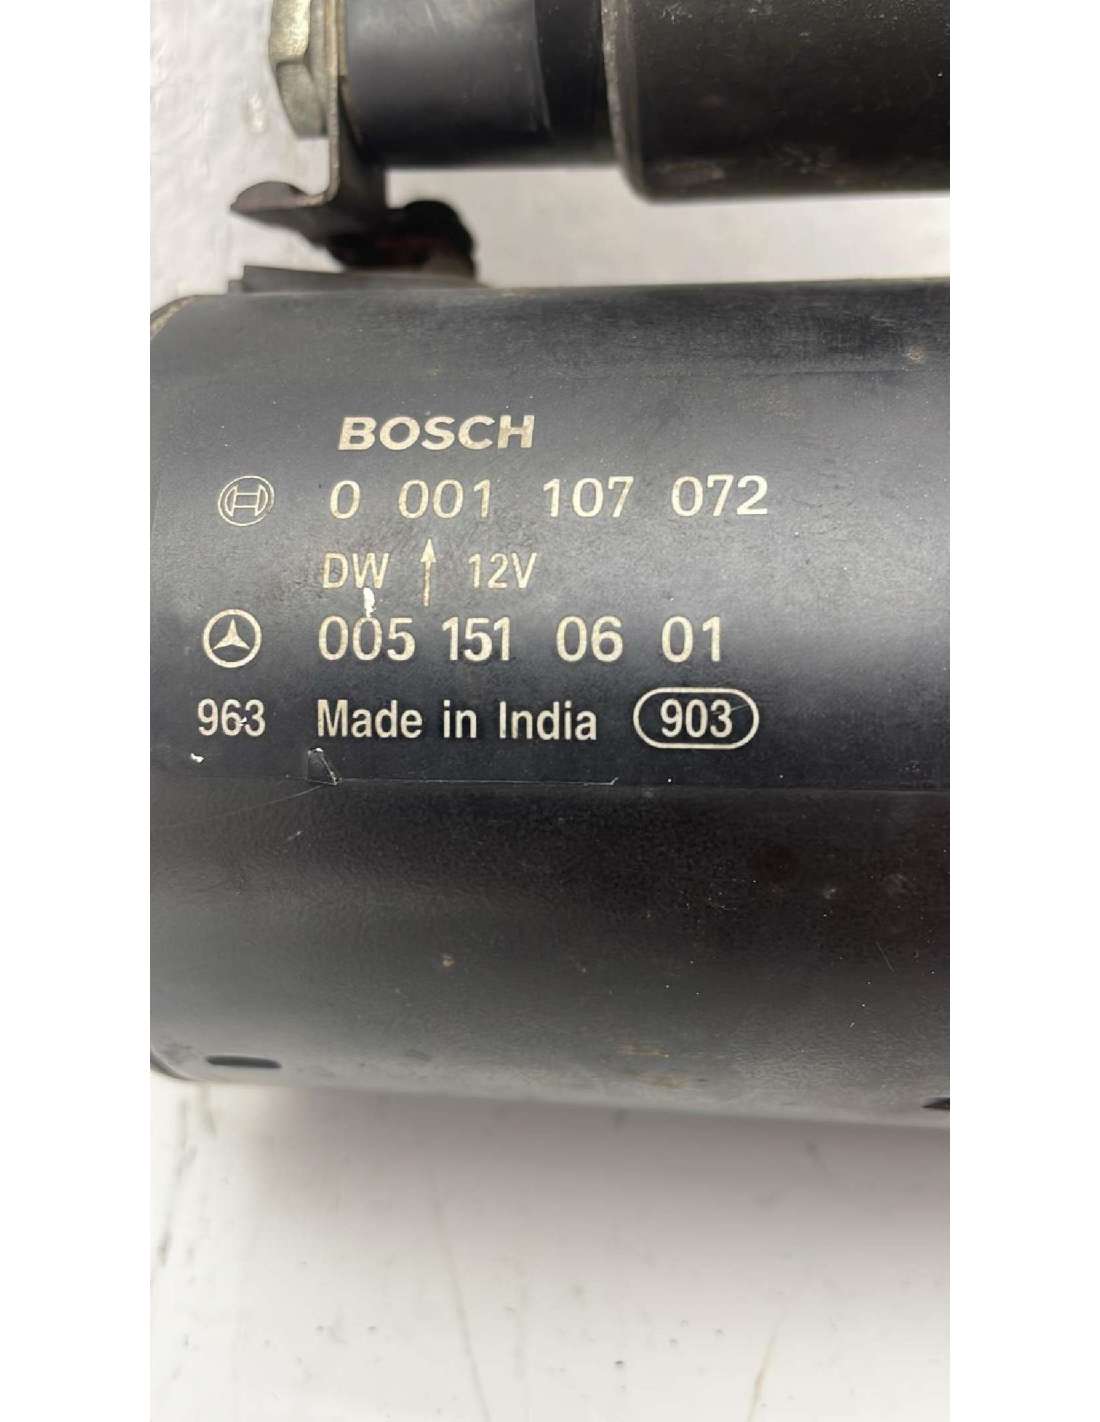 BOSCH
0 001 107 072
DW ↑ 12V
005 151 06 01
963 Made in India 903